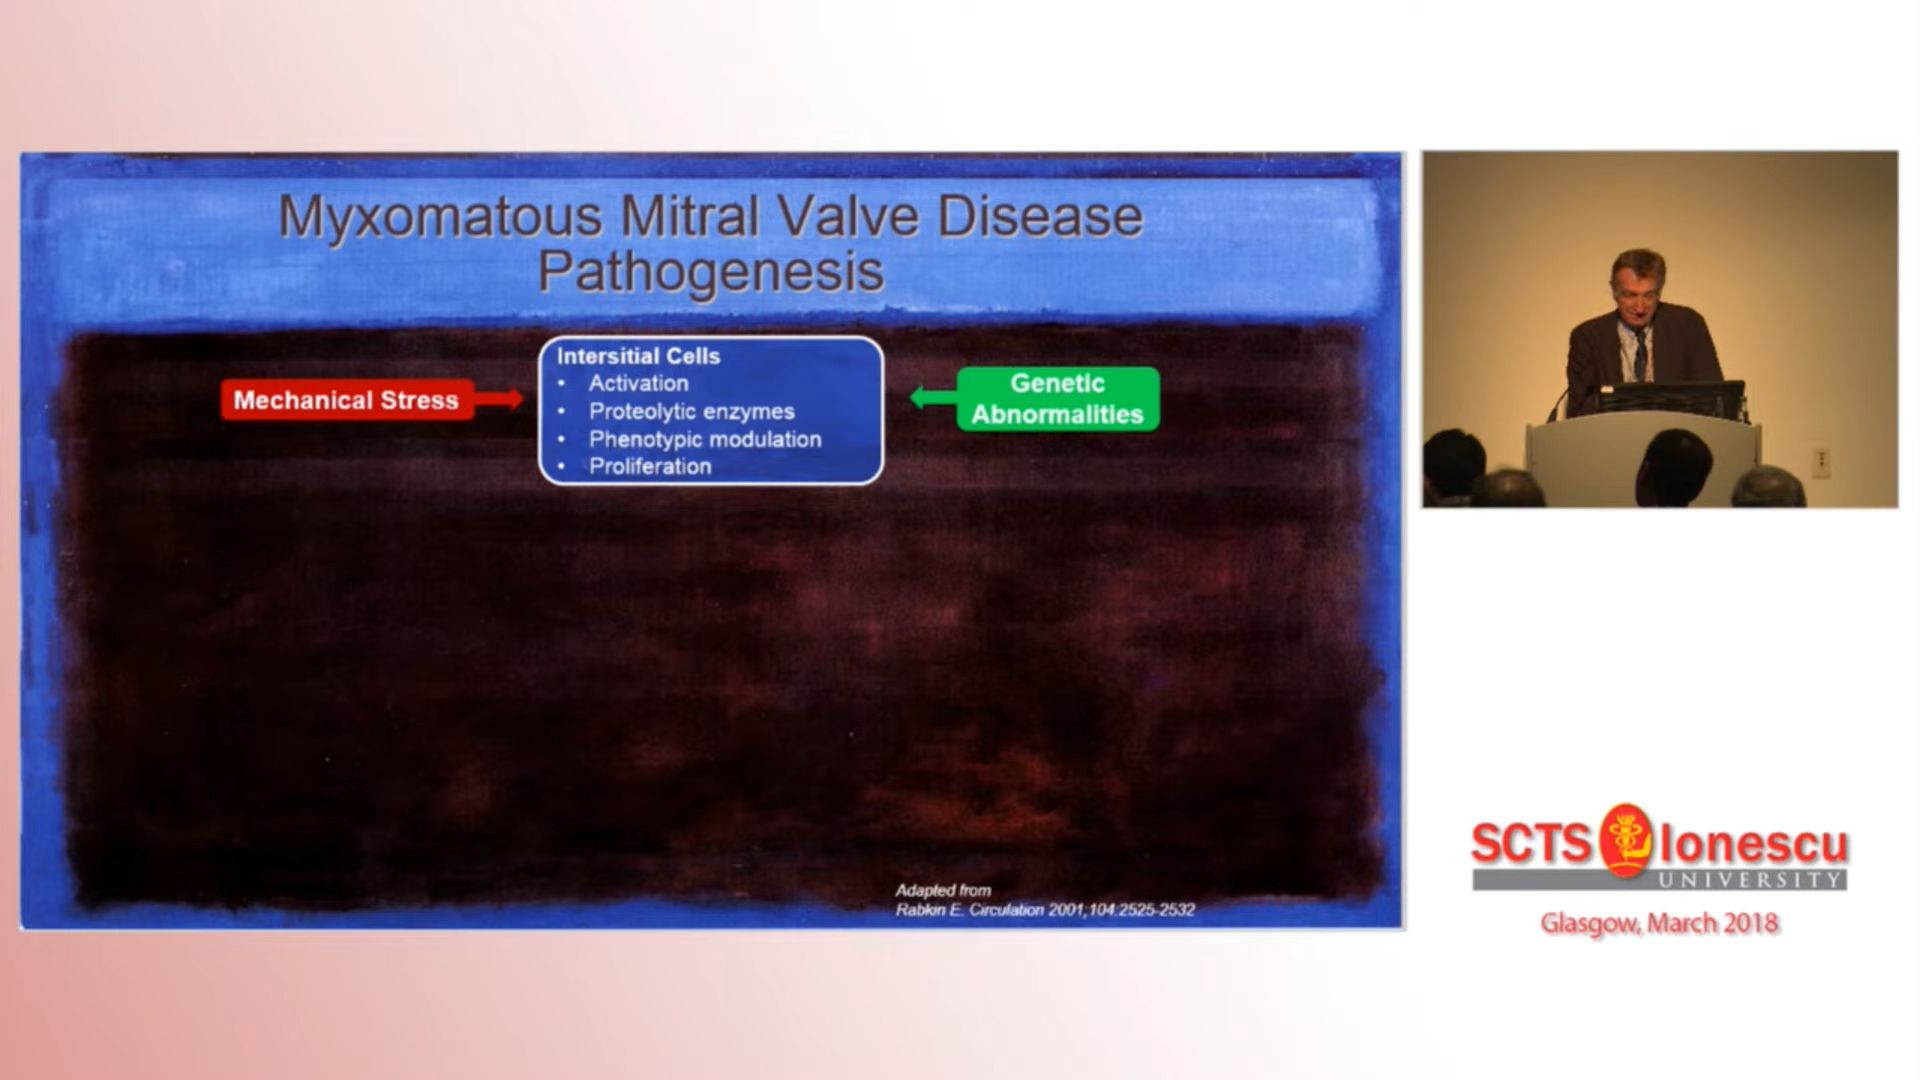 Myxomatous Mitral Valve Disease
Pathogenesis
Mechanical Stress
Intersitial Cells
• Activation
• Proteolytic enzymes
• Phenotypic modulation
• Proliferation
Genetic
Abnormalities
Adapted from
Rabkin E. Circulation 2001;104:2525-2532
SCTS Ionescu
UNIVERSITY
Glasgow, March 2018